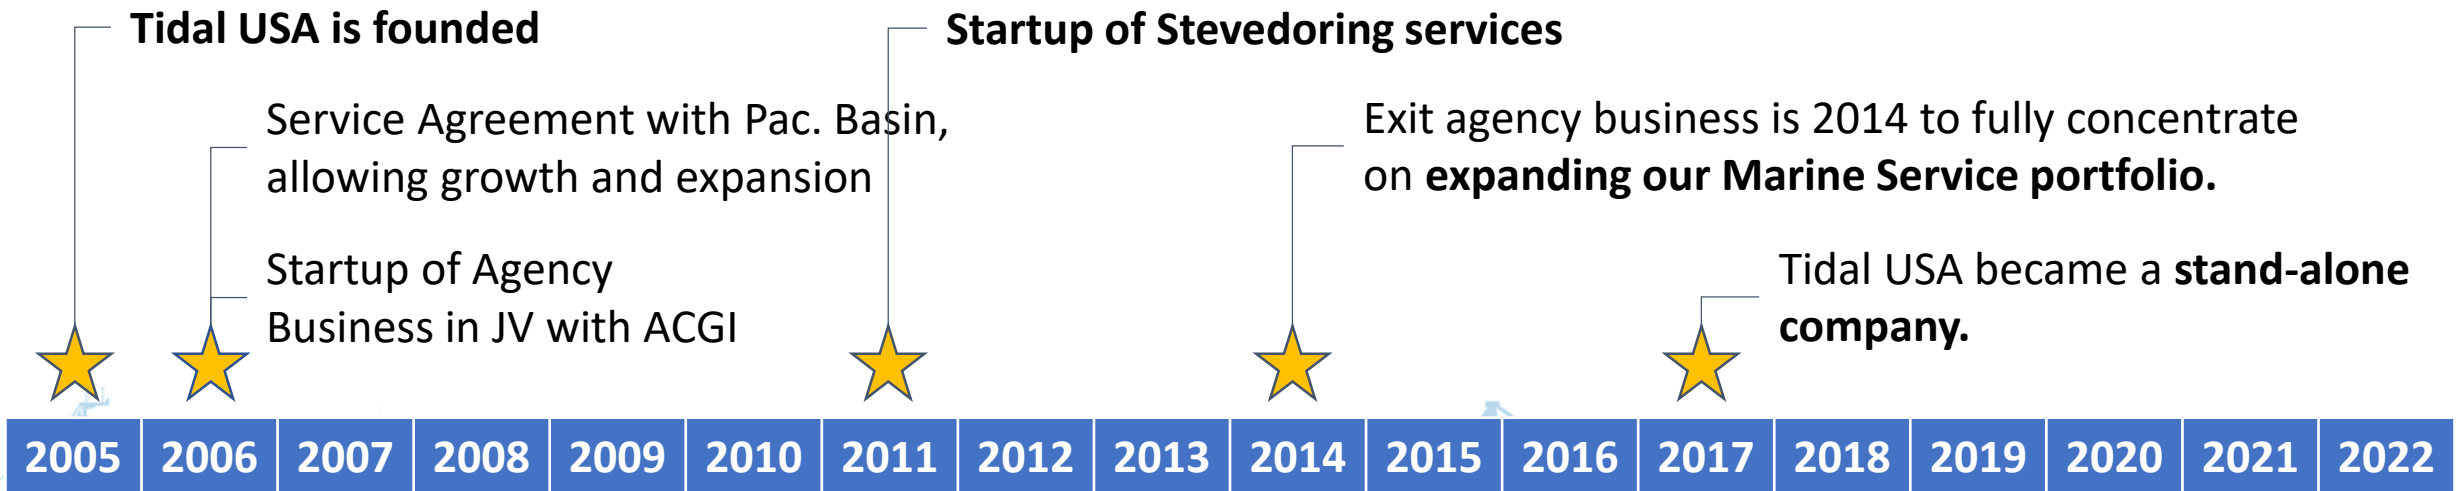 Tidal USA is founded
Startup of Stevedoring services
Service Agreement with Pac. Basin,
allowing growth and expansion
Exit agency business is 2014 to fully concentrate
on expanding our Marine Service portfolio.
Startup of Agency
Business in JV with ACGI
Tidal USA became a stand-alone
company.
2005 2006 2007 2008 2009 2010 2011 2012 2013 2014 2015 2016 2017 2018 2019 2020 2021 2022